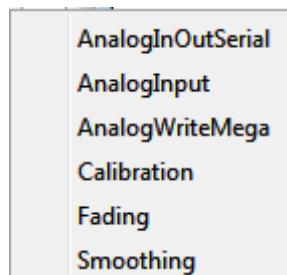 AnalogInOutSerial
AnalogInput
AnalogWriteMega
Calibration
Fading
Smoothing